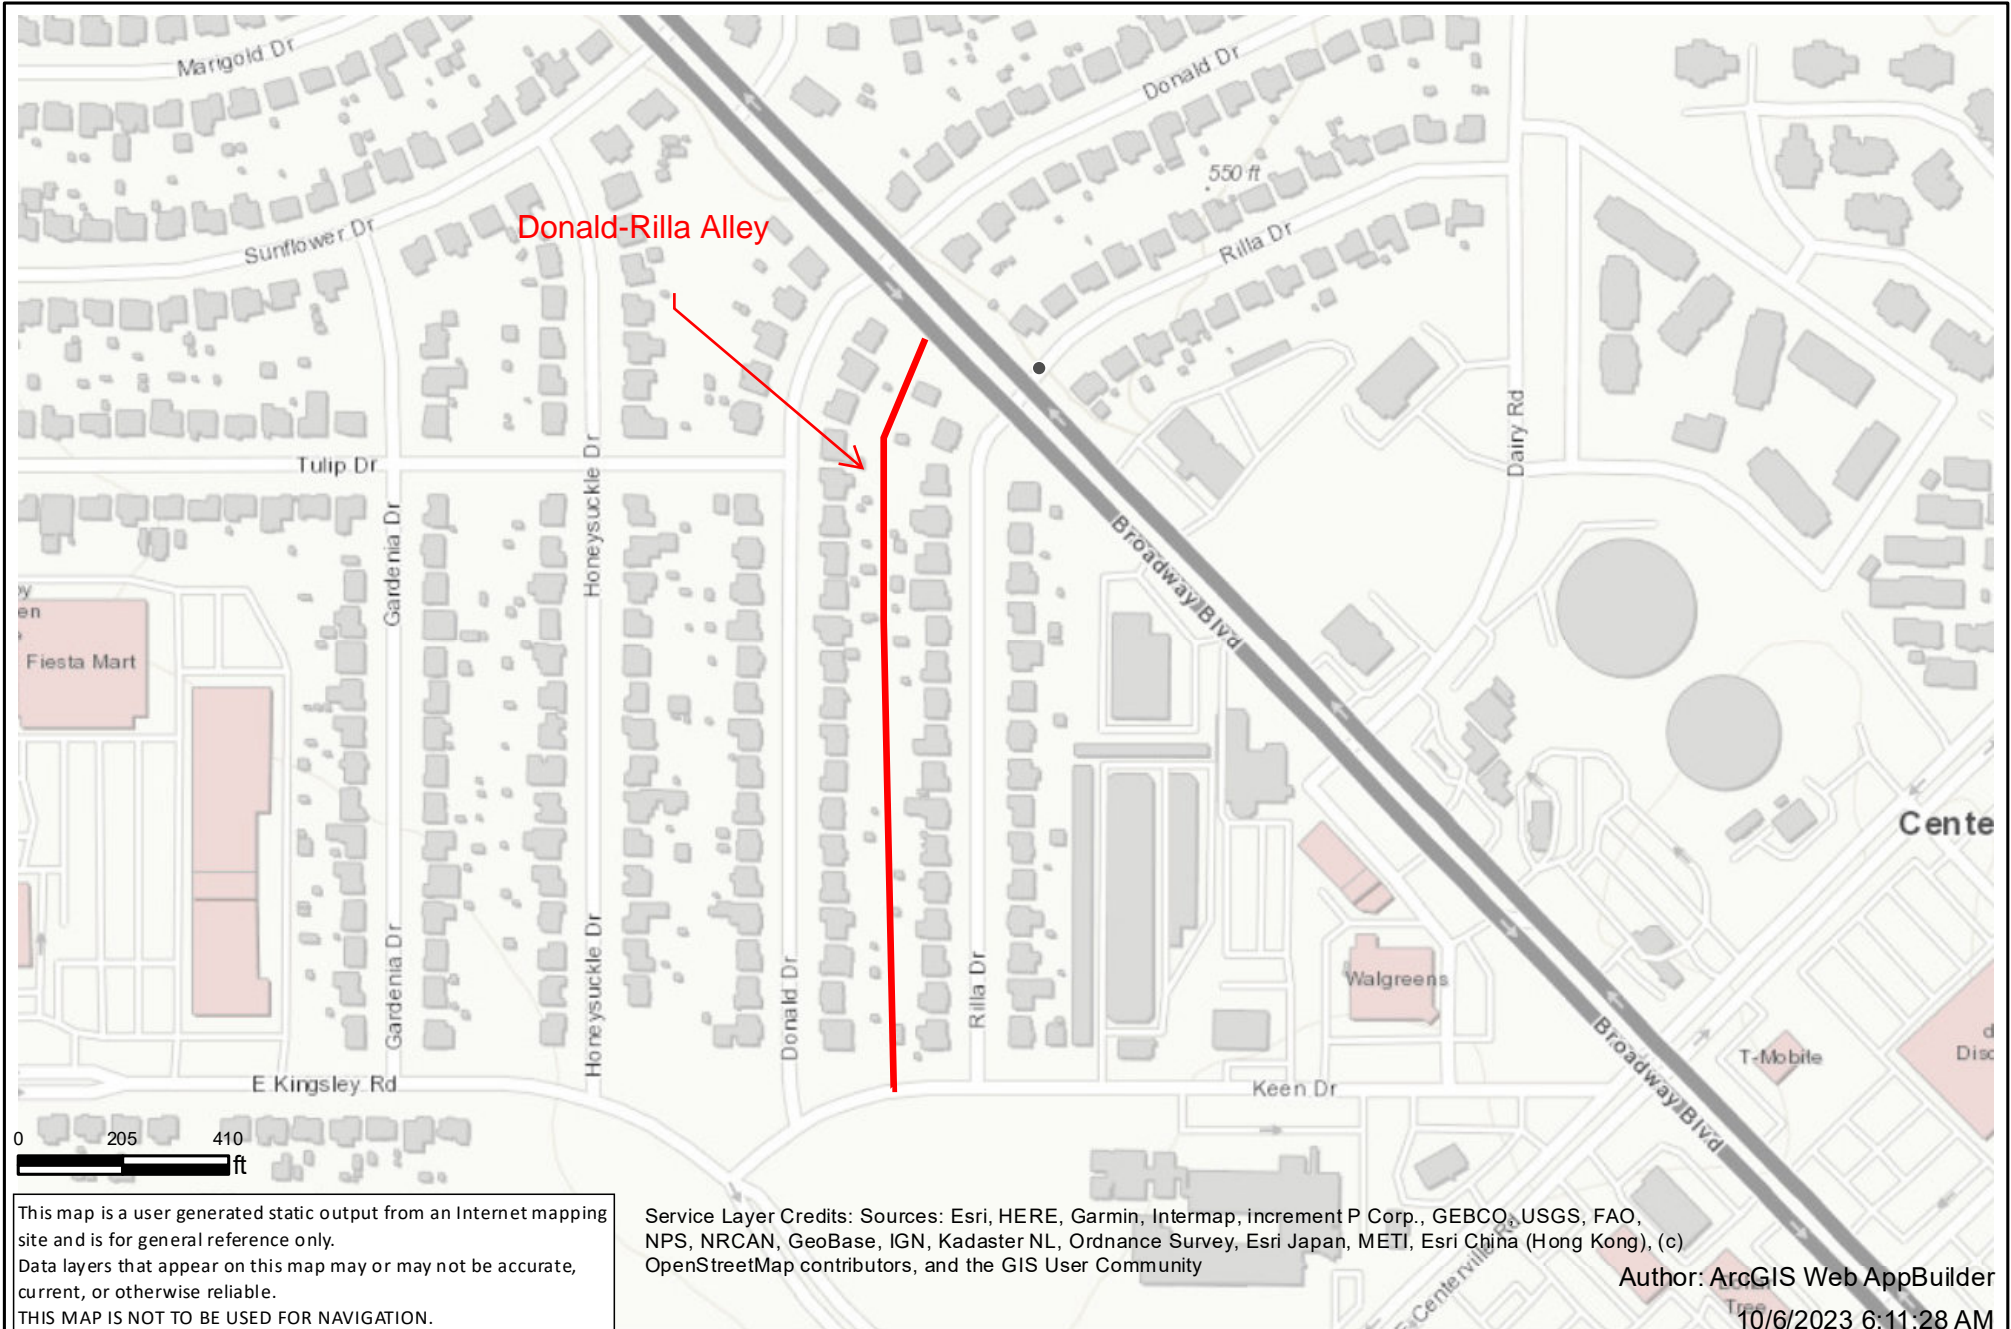 Marigold Dr
Donald Dr
550 ft
Sunflower Dr
Donald-Rilla Alley
Rilla Dr
Tulip Dr
Honeysuckle Dr
Dairy Rd
Gardenia Dr
Broadway Blvd
en
Fiesta Mart
Cente
Gardenia Dr
Honeysuckle Dr
Donald Dr
Rilla Dr
Walgreens
Broadway Blvd
T-Mobile
d
Disc
E Kingsley Rd
Keen Dr
0 205 410
ft
This map is a user generated static output from an Internet mapping
site and is for general reference only.
Data layers that appear on this map may or may not be accurate,
current, or otherwise reliable.
THIS MAP IS NOT TO BE USED FOR NAVIGATION.
Service Layer Credits: Sources: Esri, HERE, Garmin, Intermap, increment P Corp., GEBCO, USGS, FAO,
NPS, NRCAN, GeoBase, IGN, Kadaster NL, Ordnance Survey, Esri Japan, METI, Esri China (Hong Kong), (c)
OpenStreetMap contributors, and the GIS User Community
Centerville Rd
Tree
Author: ArcGIS Web AppBuilder
10/6/2023 6:11:28 AM